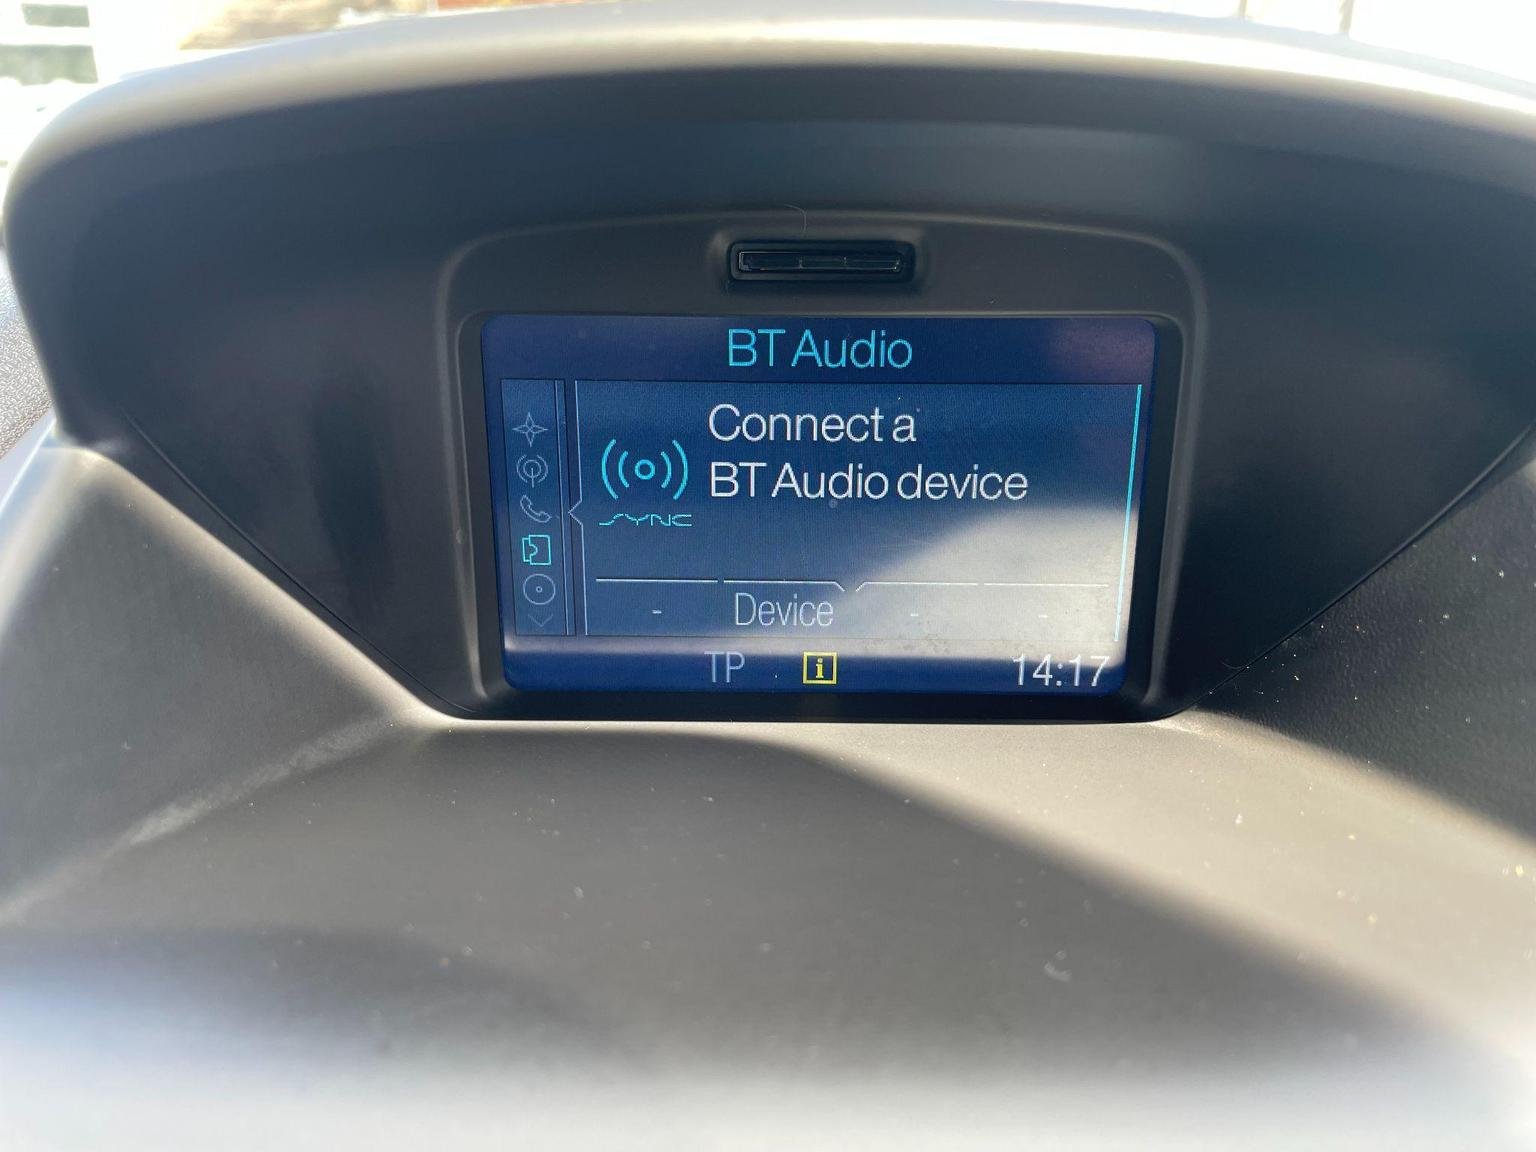 BT Audio
Connect a
BT Audio device
SYNC
- Device - -
TP i 14:17